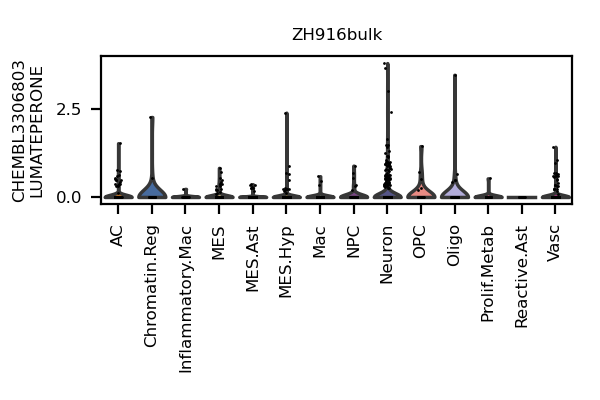 ZH916bulk
CHEMBL3306803
LUMATEPERONE
2.5
0.0
AC
Chromatin.Reg
Inflammatory.Mac
MES
MES.Ast
MES.Hyp
Mac
NPC
Neuron
OPC
Oligo
Prolif.Metab
Reactive.Ast
Vasc